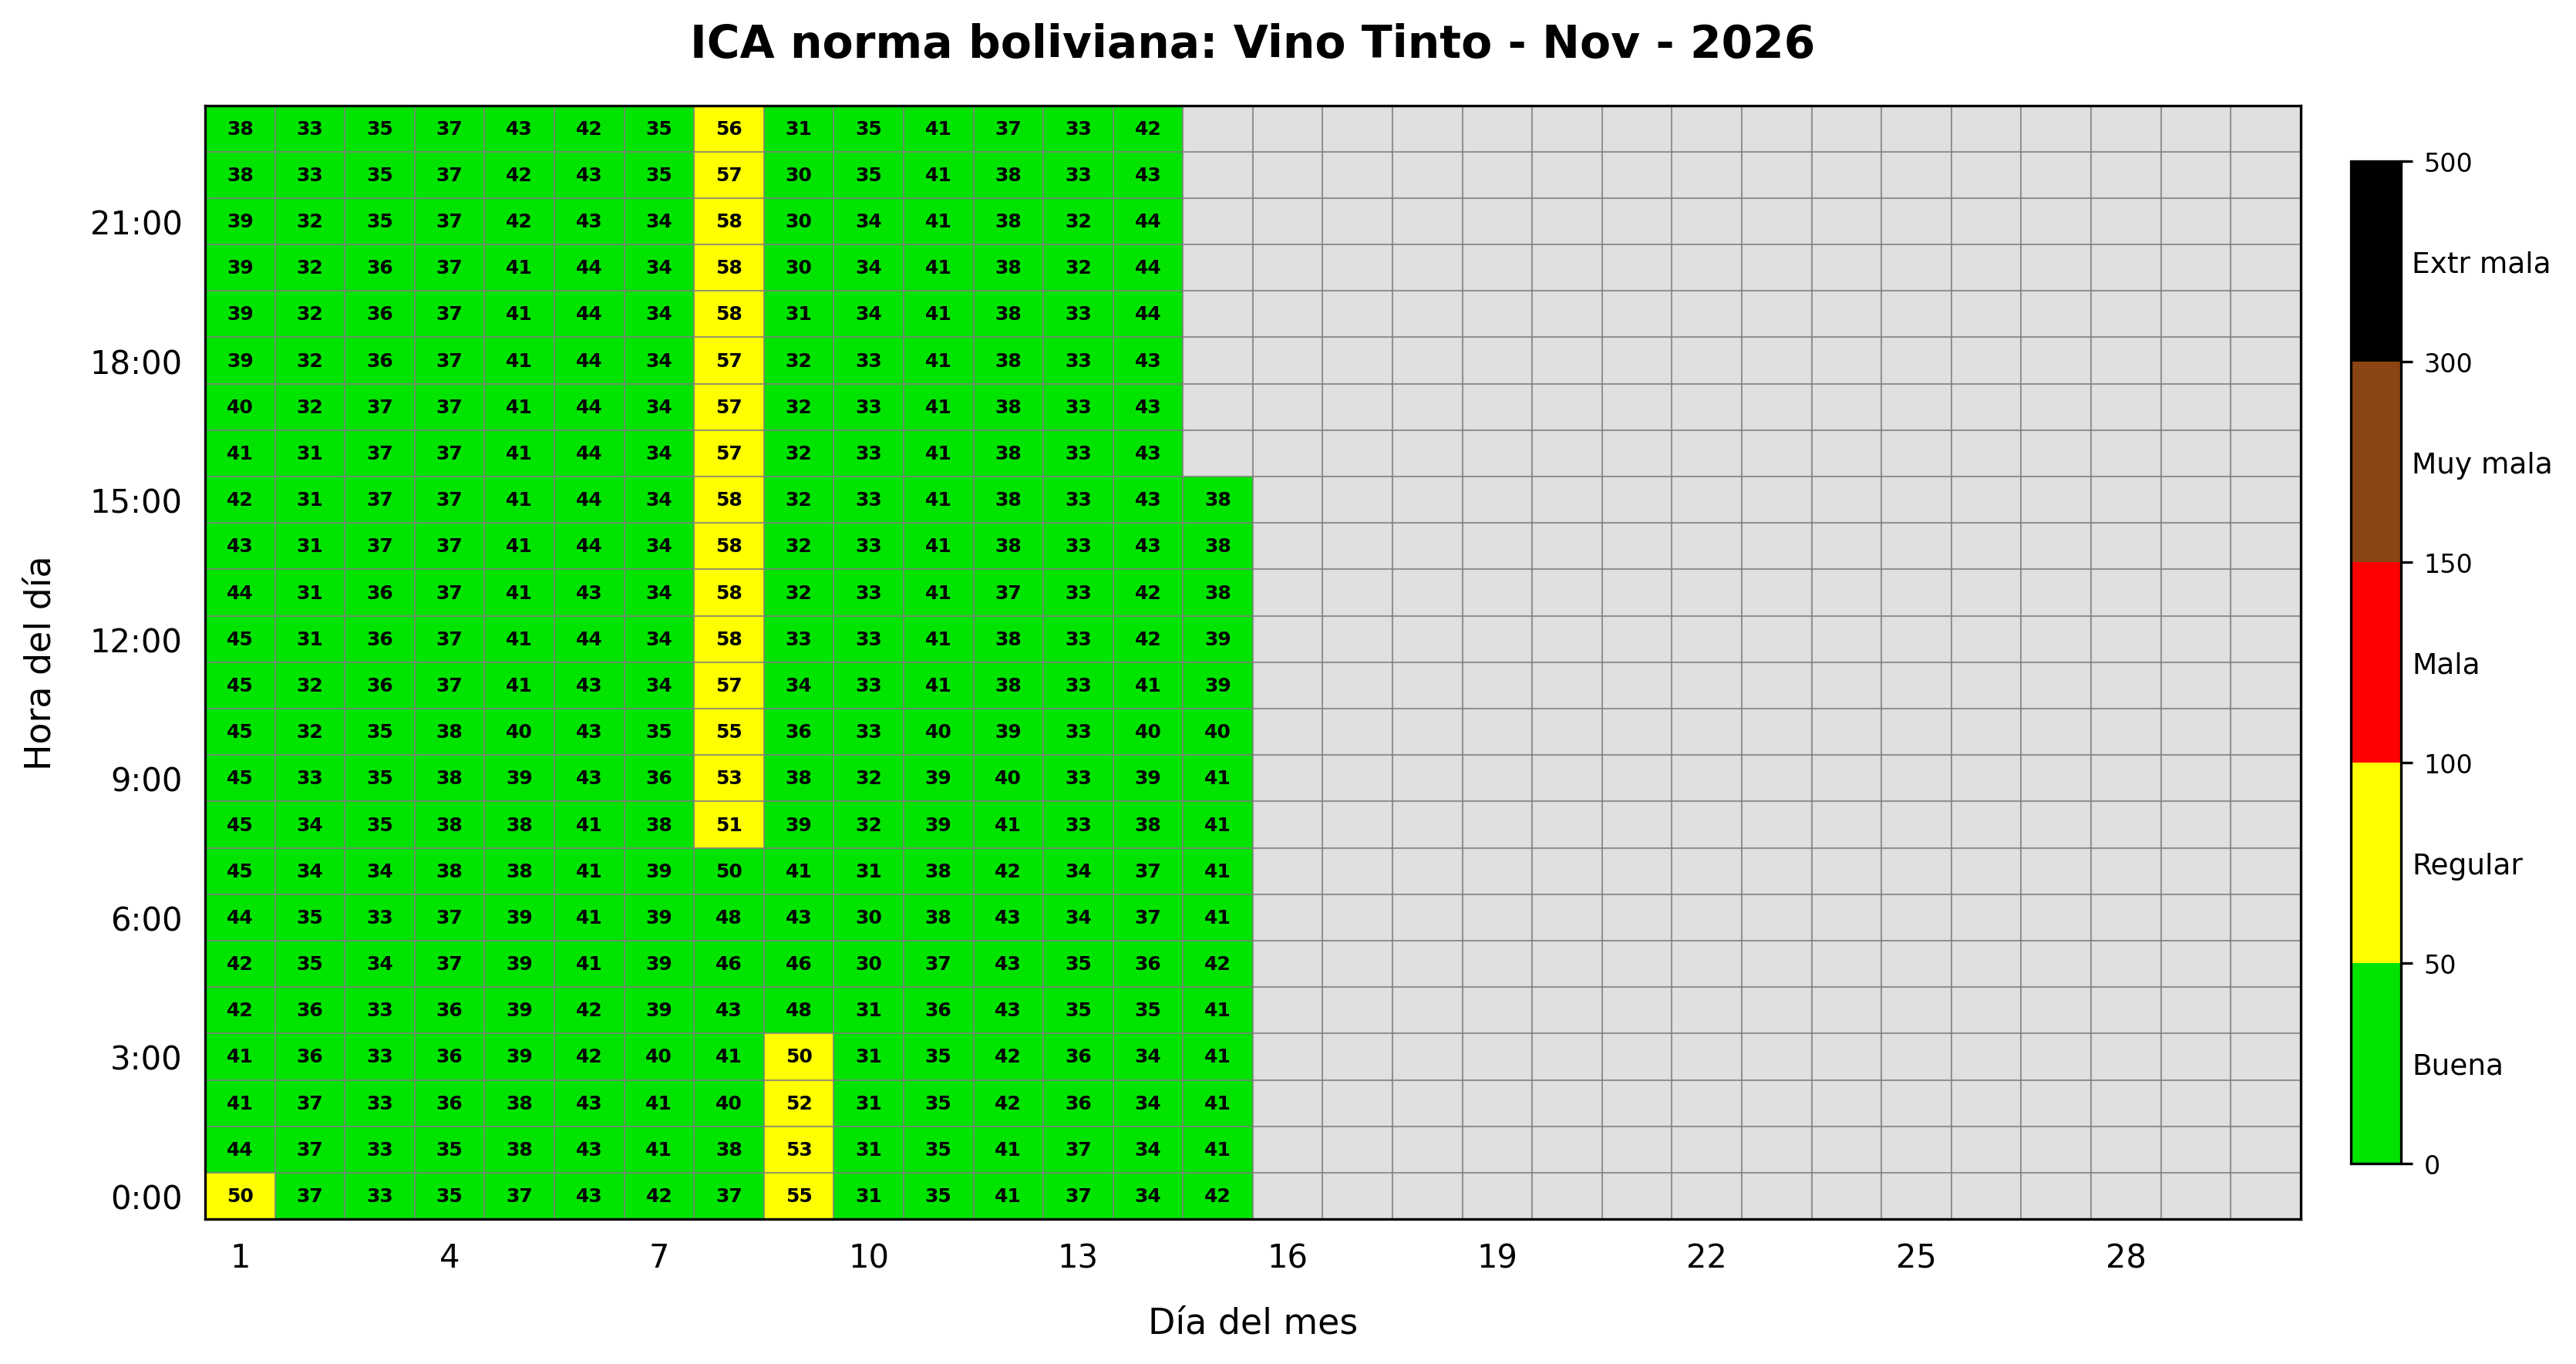 ICA norma boliviana: Vino Tinto - Nov - 2026
38 33 35 37 43 42 35 56 31 35 41 37 33 42
38 33 35 37 42 43 35 57 30 35 41 38 33 43
21:00 39 32 35 37 42 43 34 58 30 34 41 38 32 44
39 32 36 37 41 44 34 58 30 34 41 38 32 44
39 32 36 37 41 44 34 58 31 34 41 38 33 44
18:00 39 32 36 37 41 44 34 57 32 33 41 38 33 43
40 32 37 37 41 44 34 57 32 33 41 38 33 43
41 31 37 37 41 44 34 57 32 33 41 38 33 43
15:00 42 31 37 37 41 44 34 58 32 33 41 38 33 43 38
43 31 37 37 41 44 34 58 32 33 41 38 33 43 38
44 31 36 37 41 43 34 58 32 33 41 37 33 42 38
12:00 45 31 36 37 41 44 34 58 33 33 41 38 33 42 39
45 32 36 37 41 43 34 57 34 33 41 38 33 41 39
45 32 35 38 40 43 35 55 36 33 40 39 33 40 40
9:00 45 33 35 38 39 43 36 53 38 32 39 40 33 39 41
45 34 35 38 38 41 38 51 39 32 39 41 33 38 41
45 34 34 38 38 41 39 50 41 31 38 42 34 37 41
6:00 44 35 33 37 39 41 39 48 43 30 38 43 34 37 41
42 35 34 37 39 41 39 46 46 30 37 43 35 36 42
42 36 33 36 39 42 39 43 48 31 36 43 35 35 41
3:00 41 36 33 36 39 42 40 41 50 31 35 42 36 34 41
41 37 33 36 38 43 41 40 52 31 35 42 36 34 41
44 37 33 35 38 43 41 38 53 31 35 41 37 34 41
0:00 50 37 33 35 37 43 42 37 55 31 35 41 37 34 42
1 4 7 10 13 16 19 22 25 28
Día del mes
Hora del día
500
Extr mala
300
Muy mala
150
Mala
100
Regular
50
Buena
0